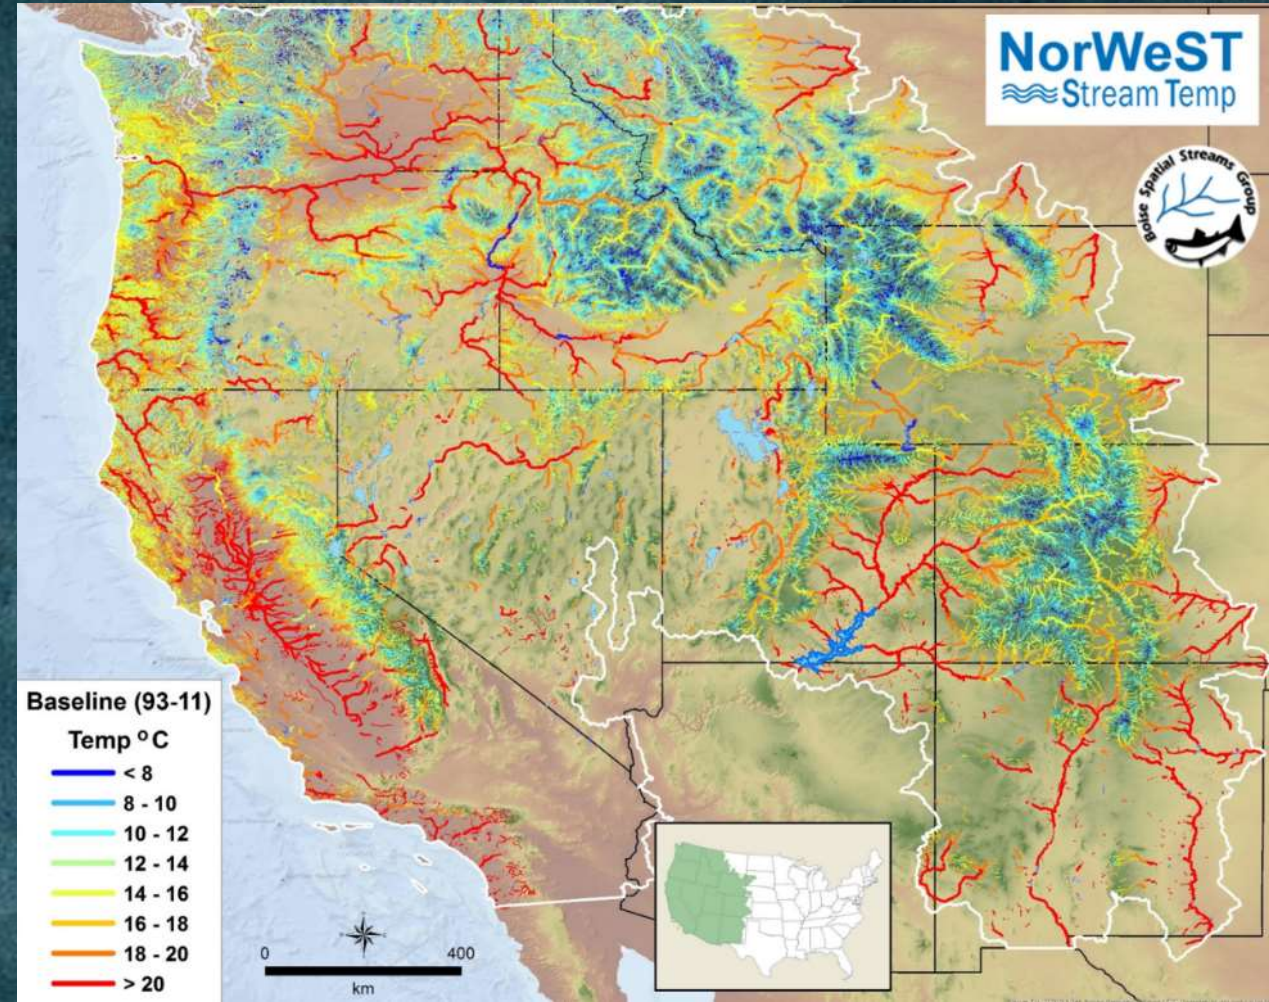 NorWeST
Stream Temp
Boise Spatial Streams Group
Baseline (93-11)
Temp °C
< 8
8 - 10
10 - 12
12 - 14
14 - 16
16 - 18
18 - 20
> 20
0 400
km